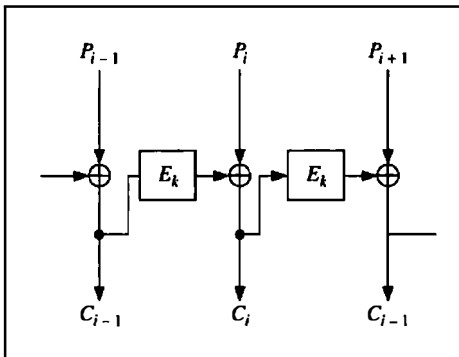 P_{i-1} P_i P_{i+1}
E_k E_k
C_{i-1} C_i C_{i-1}